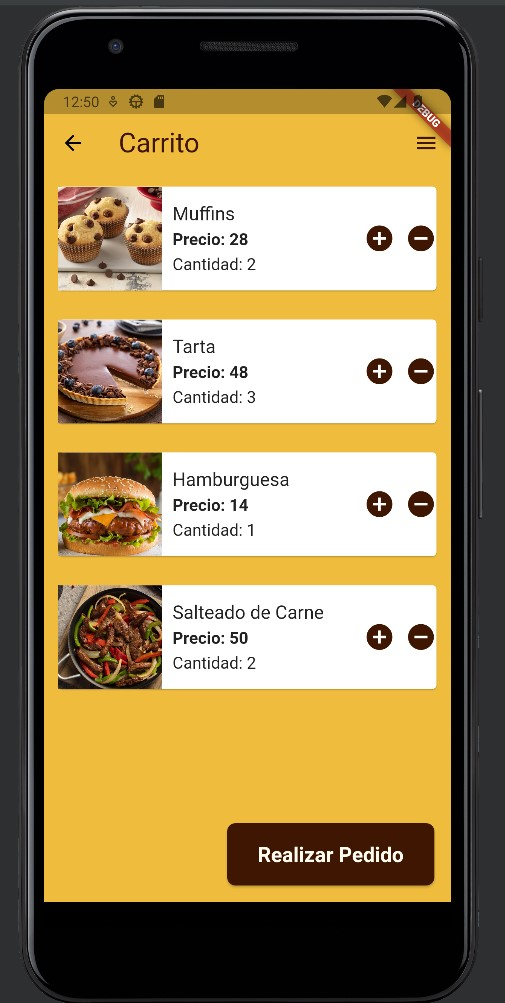 12:50
DEBUG
Carrito
Muffins
Precio: 28
Cantidad: 2
Tarta
Precio: 48
Cantidad: 3
Hamburguesa
Precio: 14
Cantidad: 1
Salteado de Carne
Precio: 50
Cantidad: 2
Realizar Pedido